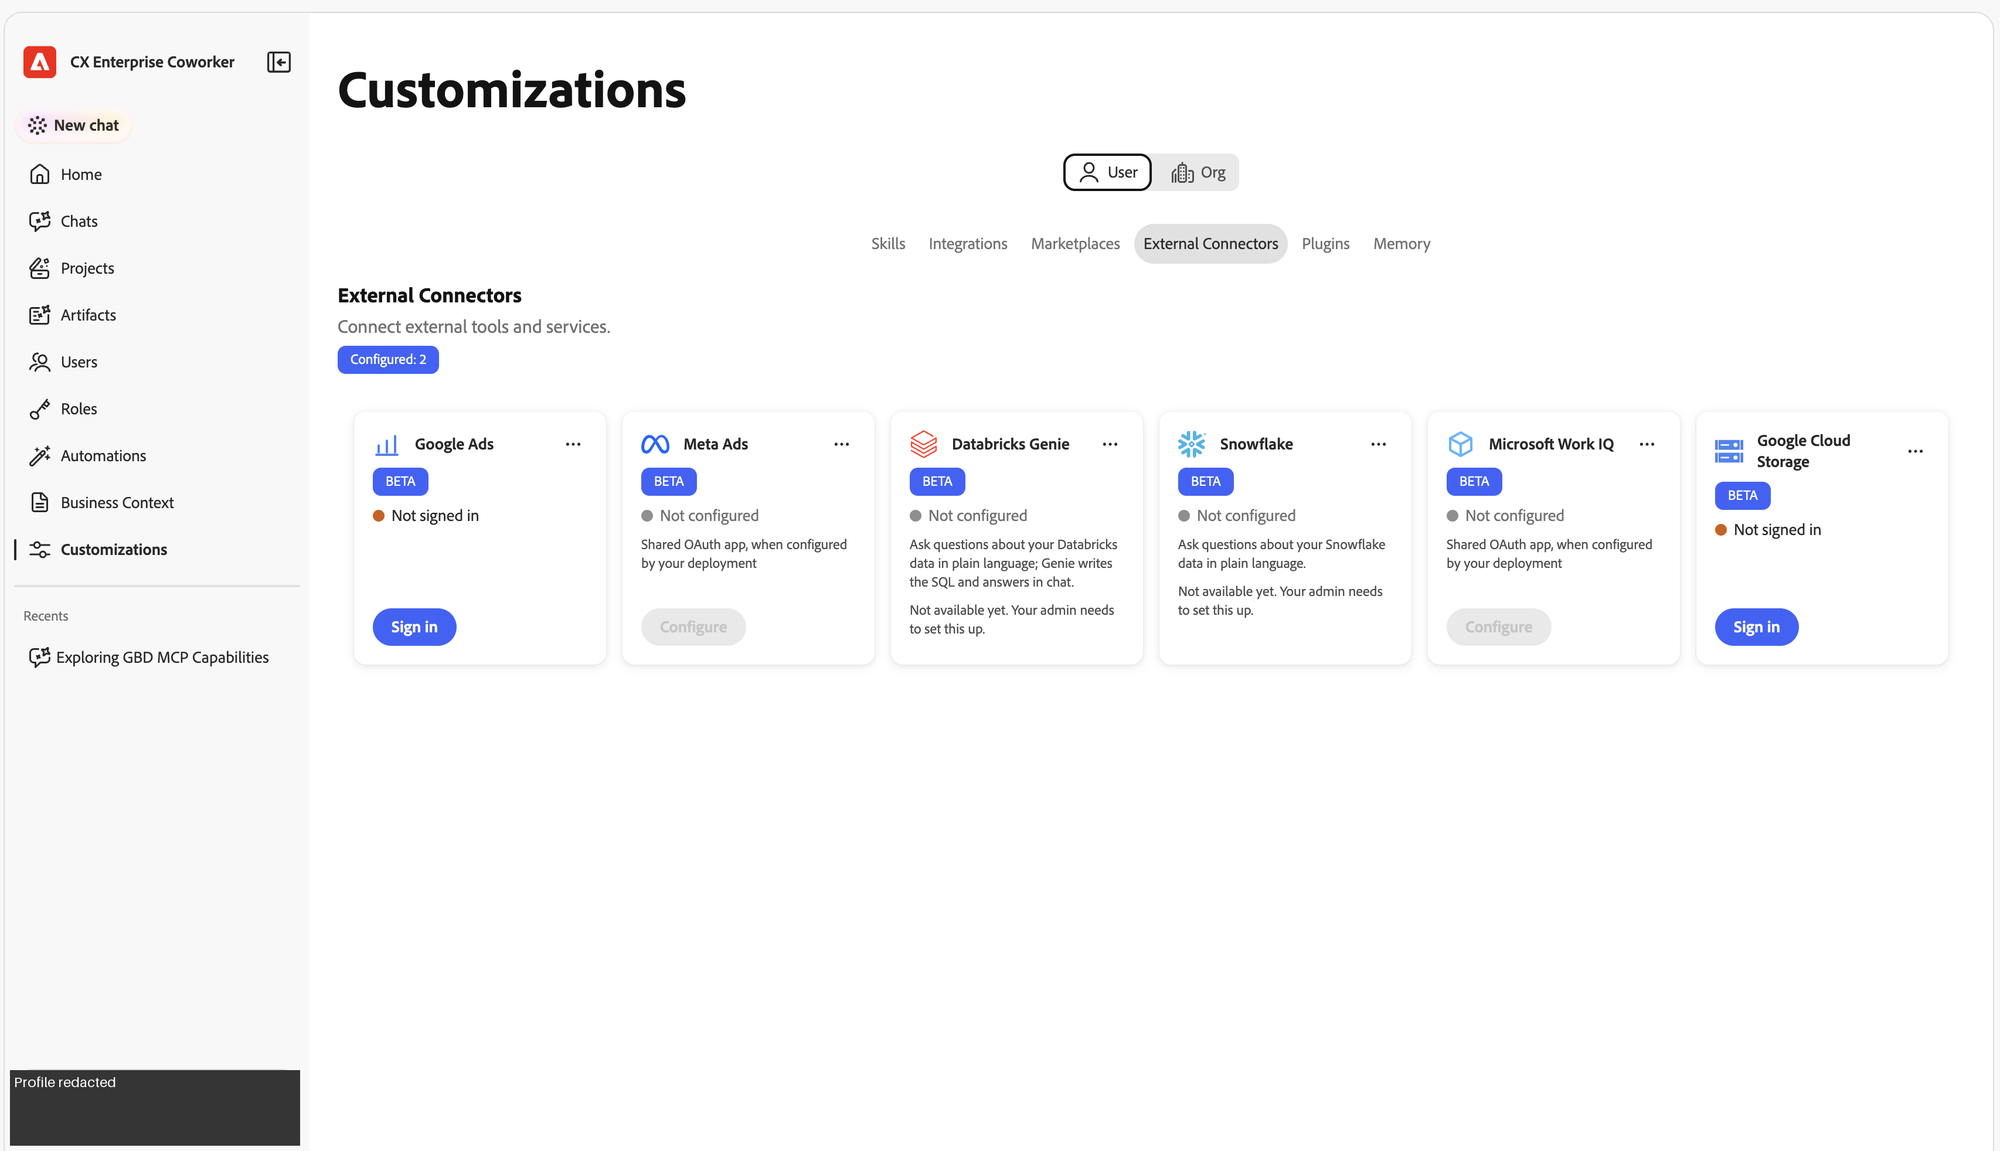 CX Enterprise Coworker
New chat
Home
Chats
Projects
Artifacts
Users
Roles
Automations
Business Context
Customizations
Recents
Exploring GBD MCP Capabilities
Profile redacted
Customizations
User
Org
Skills
Integrations
Marketplaces
External Connectors
Plugins
Memory
External Connectors
Connect external tools and services.
Configured: 2
Google Ads
BETA
Not signed in
Sign in
Meta Ads
BETA
Not configured
Shared OAuth app, when configured
by your deployment
Configure
Databricks Genie
BETA
Not configured
Ask questions about your Databricks
data in plain language; Genie writes
the SQL and answers in chat.
Not available yet. Your admin needs
to set this up.
Snowflake
BETA
Not configured
Ask questions about your Snowflake
data in plain language.
Not available yet. Your admin needs
to set this up.
Microsoft Work IQ
BETA
Not configured
Shared OAuth app, when configured
by your deployment
Configure
Google Cloud
Storage
BETA
Not signed in
Sign in